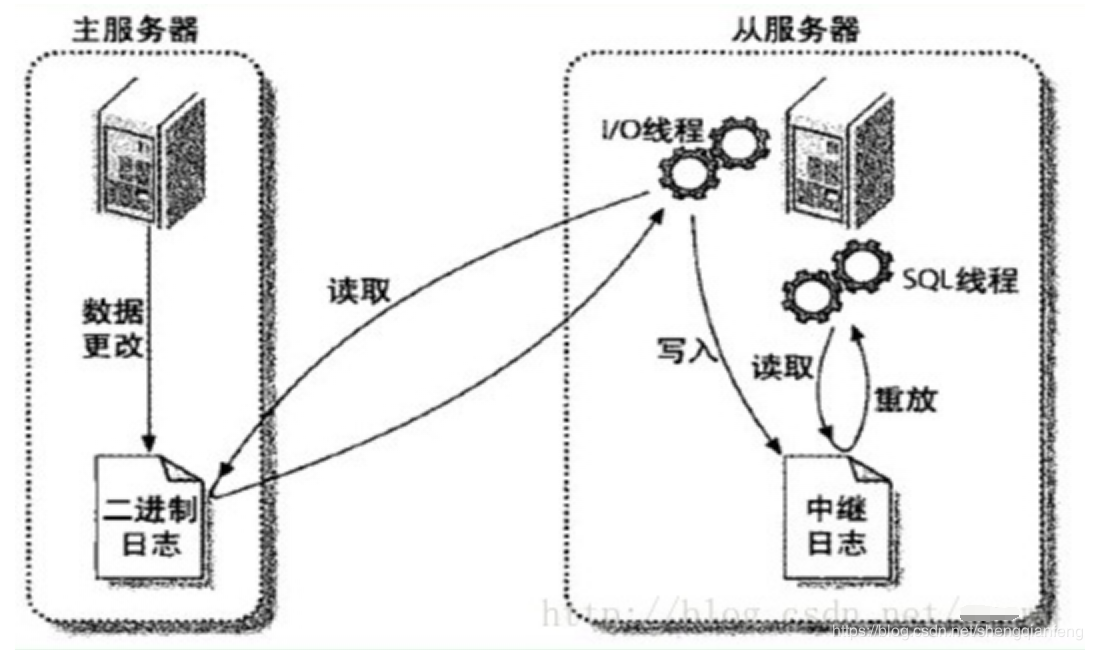 主服务器
从服务器
I/O线程
SQL线程
数据
更改
读取
写入
读取
重放
二进制
日志
中继
日志
http://blog.csdn.net/
https://blog.csdn.net/shengqianfeng